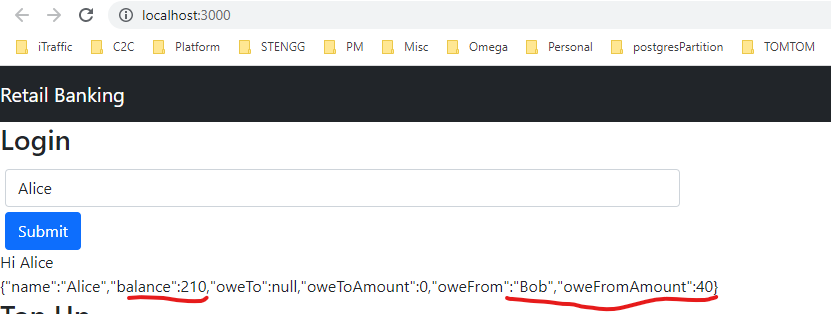 localhost:3000
iTraffic C2C Platform STENGG PM Misc Omega Personal postgresPartition TOMTOM
Retail Banking
Login
Alice
Submit
Hi Alice
{"name":"Alice","balance":210,"oweTo":null,"oweToAmount":0,"oweFrom":"Bob","oweFromAmount":40}
Top Up